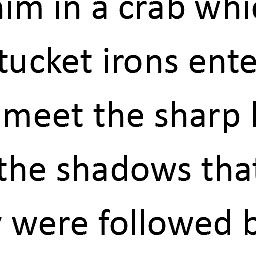 him in a crab whic
tucket irons ente
meet the sharp
the shadows that
were followed b